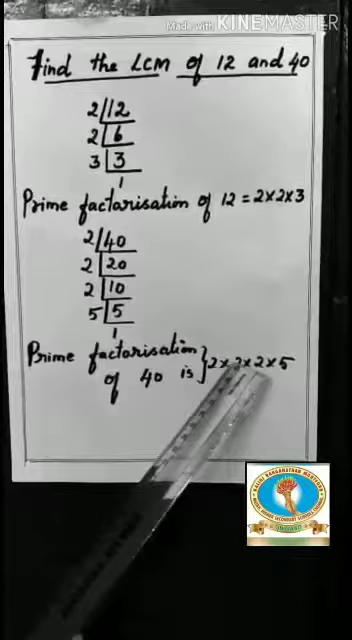 Made with KINEMASTER
Find the LCM of 12 and 40
2 12
2 6
3 3
1
Prime factorisation of 12 = 2×2×3
2 40
2 20
2 10
5 5
1
Prime factorisation
of 40 is } 2×2×2×5